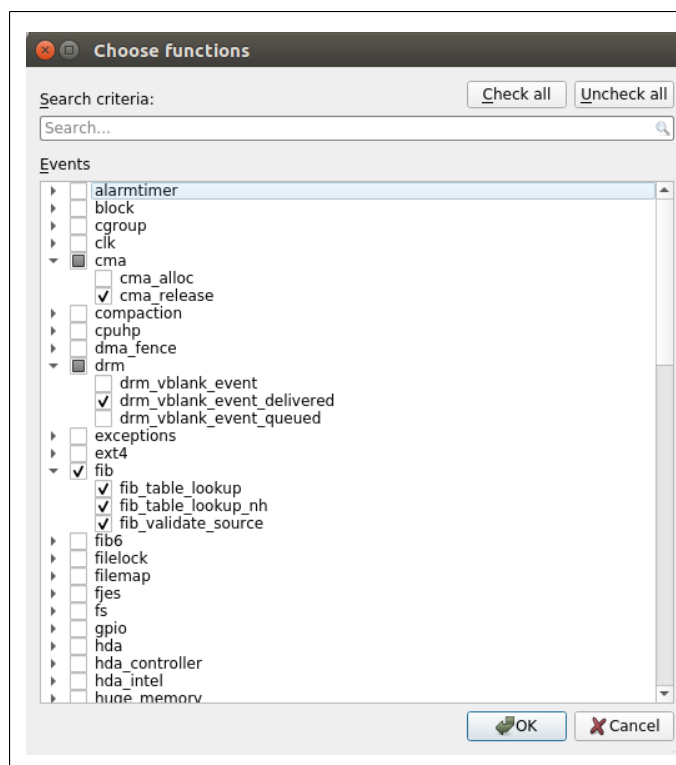 Choose functions
Search criteria:
Check all
Uncheck all
Search...
Events
alarmtimer
block
cgroup
clk
cma
cma_alloc
cma_release
compaction
cpuhp
dma_fence
drm
drm_vblank_event
drm_vblank_event_delivered
drm_vblank_event_queued
exceptions
ext4
fib
fib_table_lookup
fib_table_lookup_nh
fib_validate_source
fib6
filelock
filemap
fjes
fs
gpio
hda
hda_controller
hda_intel
huge_memory
OK
Cancel